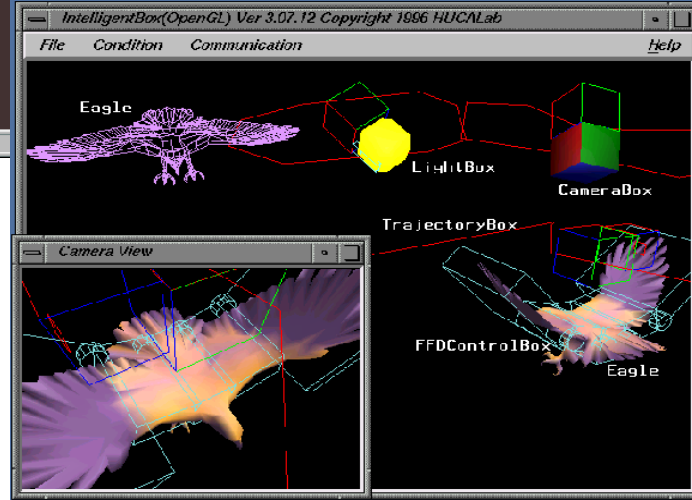 IntelligentBox(OpenGL) Ver 3.07.12 Copyright 1996 HUCALab
File Condition Communication Help
Eagle
LightBox
CameraBox
TrajectoryBox
Camera View
FFDControlBox
Eagle